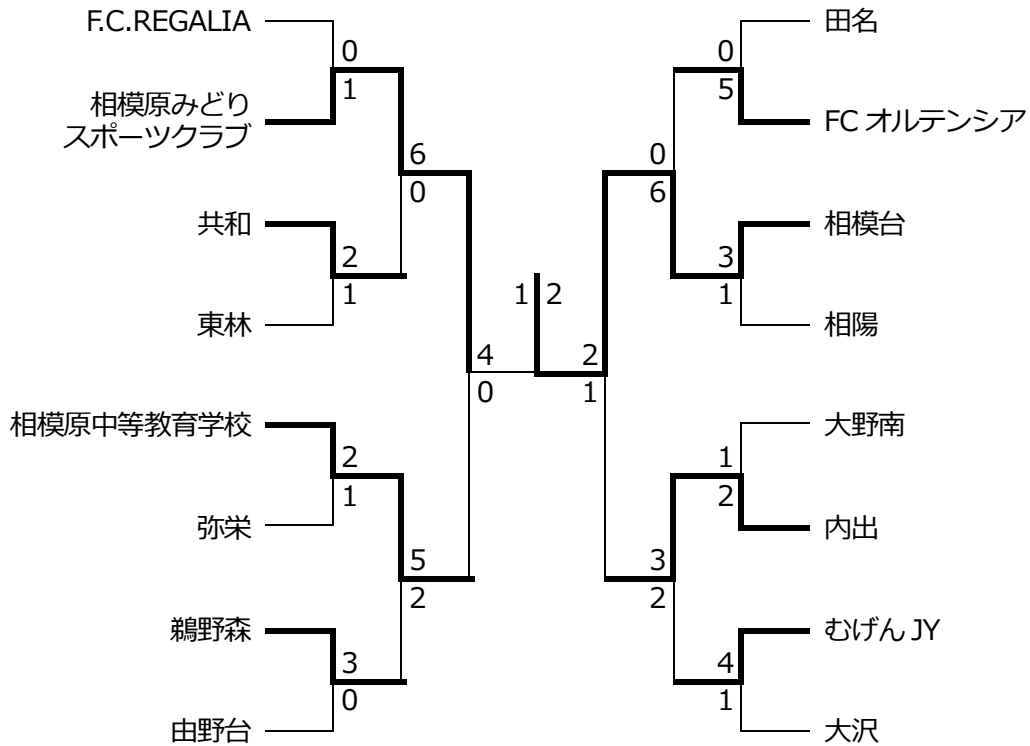 F.C.REGALIA
0
1
相模原みどり
スポーツクラブ
6
0
共和
2
1
東林
4
0
相模原中等教育学校
2
1
弥栄
5
2
鵜野森
3
0
由野台
1 2
田名
0
5
FC オルテンシア
0
6
相模台
3
1
相陽
2
1
大野南
1
2
内出
3
2
むげん JY
4
1
大沢